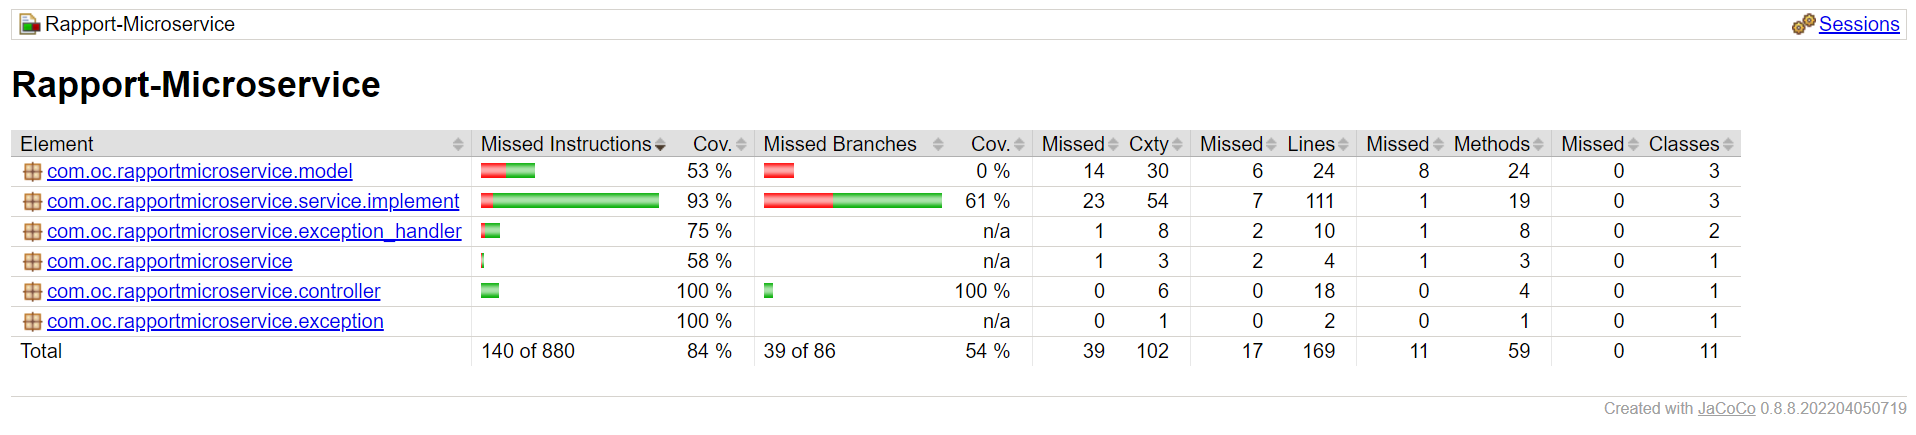 Rapport-Microservice Sessions
Rapport-Microservice
Element Missed Instructions Cov. Missed Branches Cov. Missed Cxty Missed Lines Missed Methods Missed Classes
com.oc.rapportmicroservice.model 53 % 0 % 14 30 6 24 8 24 0 3
com.oc.rapportmicroservice.service.implement 93 % 61 % 23 54 7 111 1 19 0 3
com.oc.rapportmicroservice.exception_handler 75 % n/a 1 8 2 10 1 8 0 2
com.oc.rapportmicroservice 58 % n/a 1 3 2 4 1 3 0 1
com.oc.rapportmicroservice.controller 100 % 100 % 0 6 0 18 0 4 0 1
com.oc.rapportmicroservice.exception 100 % n/a 0 1 0 2 0 1 0 1
Total 140 of 880 84 % 39 of 86 54 % 39 102 17 169 11 59 0 11
Created with JaCoCo 0.8.8.202204050719